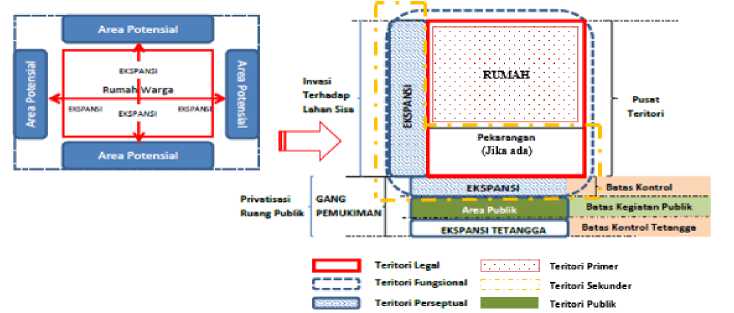 Area Potensial
Area Potensial
EKSPANSI
Rumah Warga
EKSPANSI
EKSPANSI
EKSPANSI
Area Potensial
Area Potensial
Invasi
Terhadap
Lahan Sisa
EKSPANSI
RUMAH
Pekarangan
(Jika ada)
Pusat
Teritori
Privatisasi
Ruang Publik
GANG
PEMUKIMAN
EKSPANSI
Area Publik
EKSPANSI TETANGGA
Batas Kontrol
Batas Kegiatan Publik
Batas Kontrol Tetangga
Teritori Legal
Teritori Fungsional
Teritori Perseptual
Teritori Primer
Teritori Sekunder
Teritori Publik